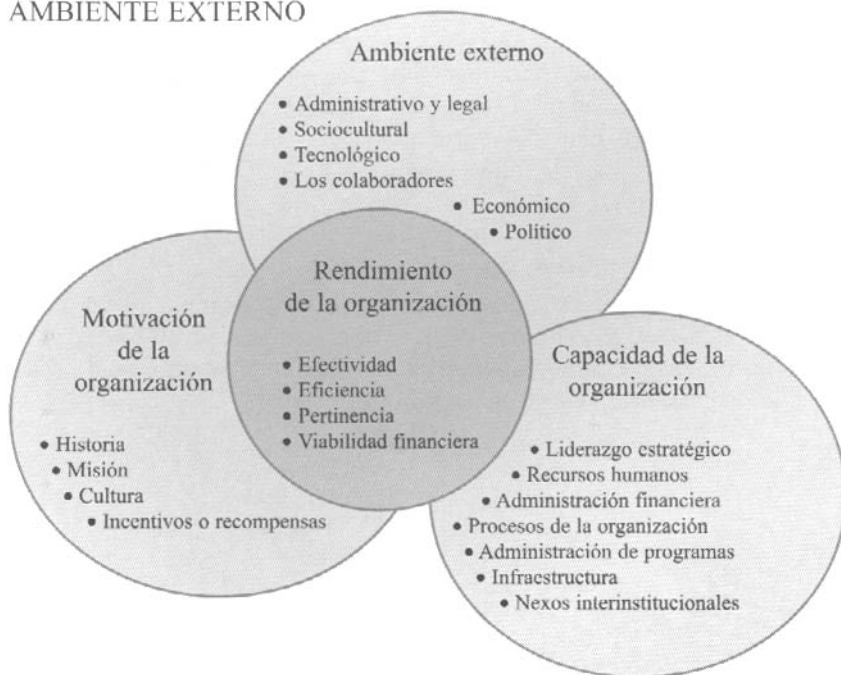 AMBIENTE EXTERNO
Ambiente externo
• Administrativo y legal
• Sociocultural
• Tecnológico
• Los colaboradores
• Económico
• Político
Rendimiento
de la organización
• Efectividad
• Eficiencia
• Pertinencia
• Viabilidad financiera
Motivación
de la
organización
• Historia
• Misión
• Cultura
• Incentivos o recompensas
Capacidad de la
organización
• Liderazgo estratégico
• Recursos humanos
• Administración financiera
• Procesos de la organización
• Administración de programas
• Infraestructura
• Nexos interinstitucionales